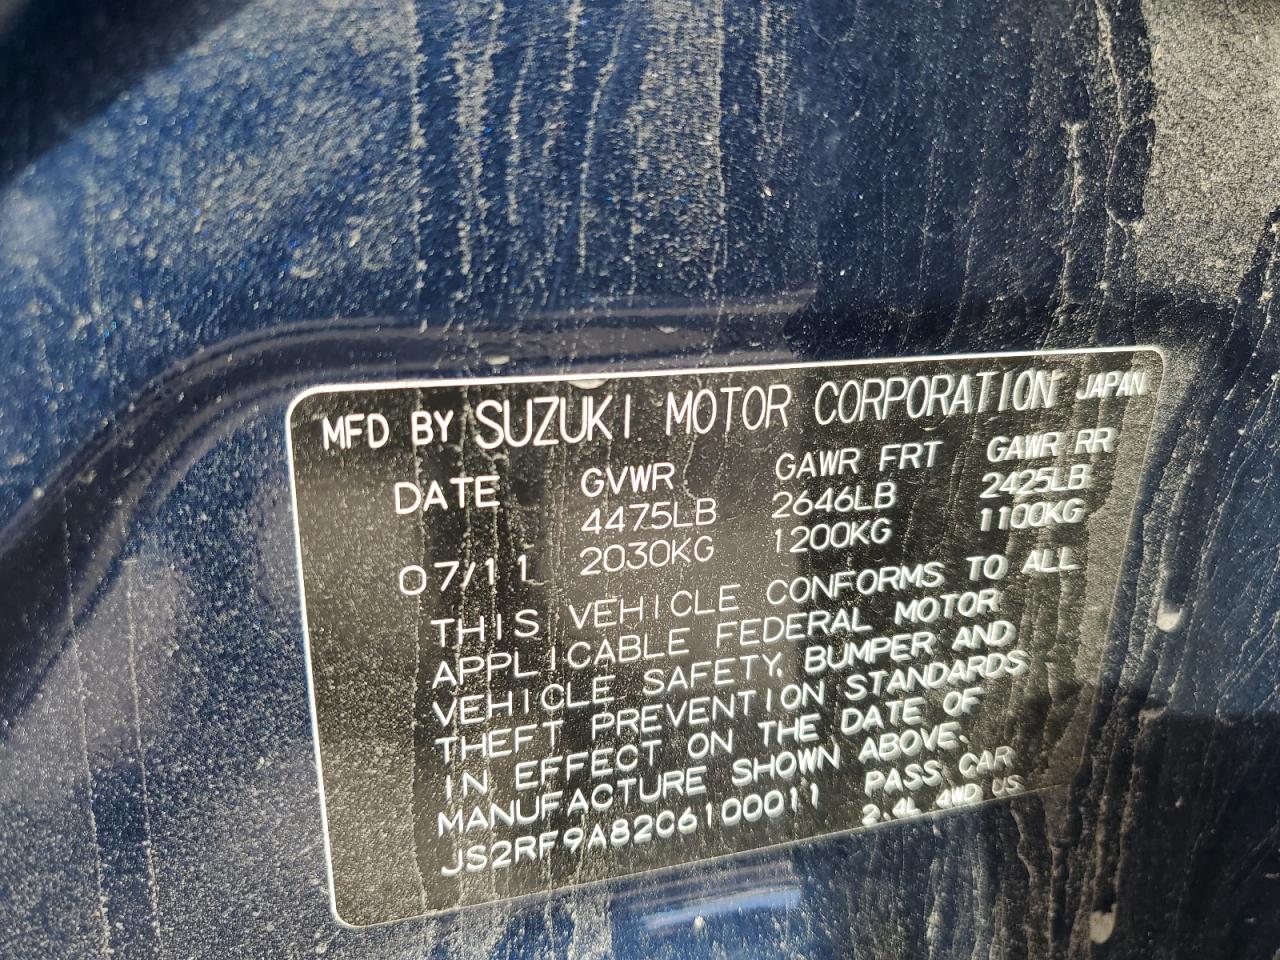 MFD BY SUZUKI MOTOR CORPORATION JAPAN
DATE GVWR GAWR FRT GAWR RR
4475LB 2646LB 2425LB
07/11 2030KG 1200KG 1100KG
THIS VEHICLE CONFORMS TO ALL
APPLICABLE FEDERAL MOTOR
VEHICLE SAFETY, BUMPER AND
THEFT PREVENTION STANDARDS
IN EFFECT ON THE DATE OF
MANUFACTURE SHOWN ABOVE.
JS2RF9A82C6100011 PASS CAR
2.4L 4WD US